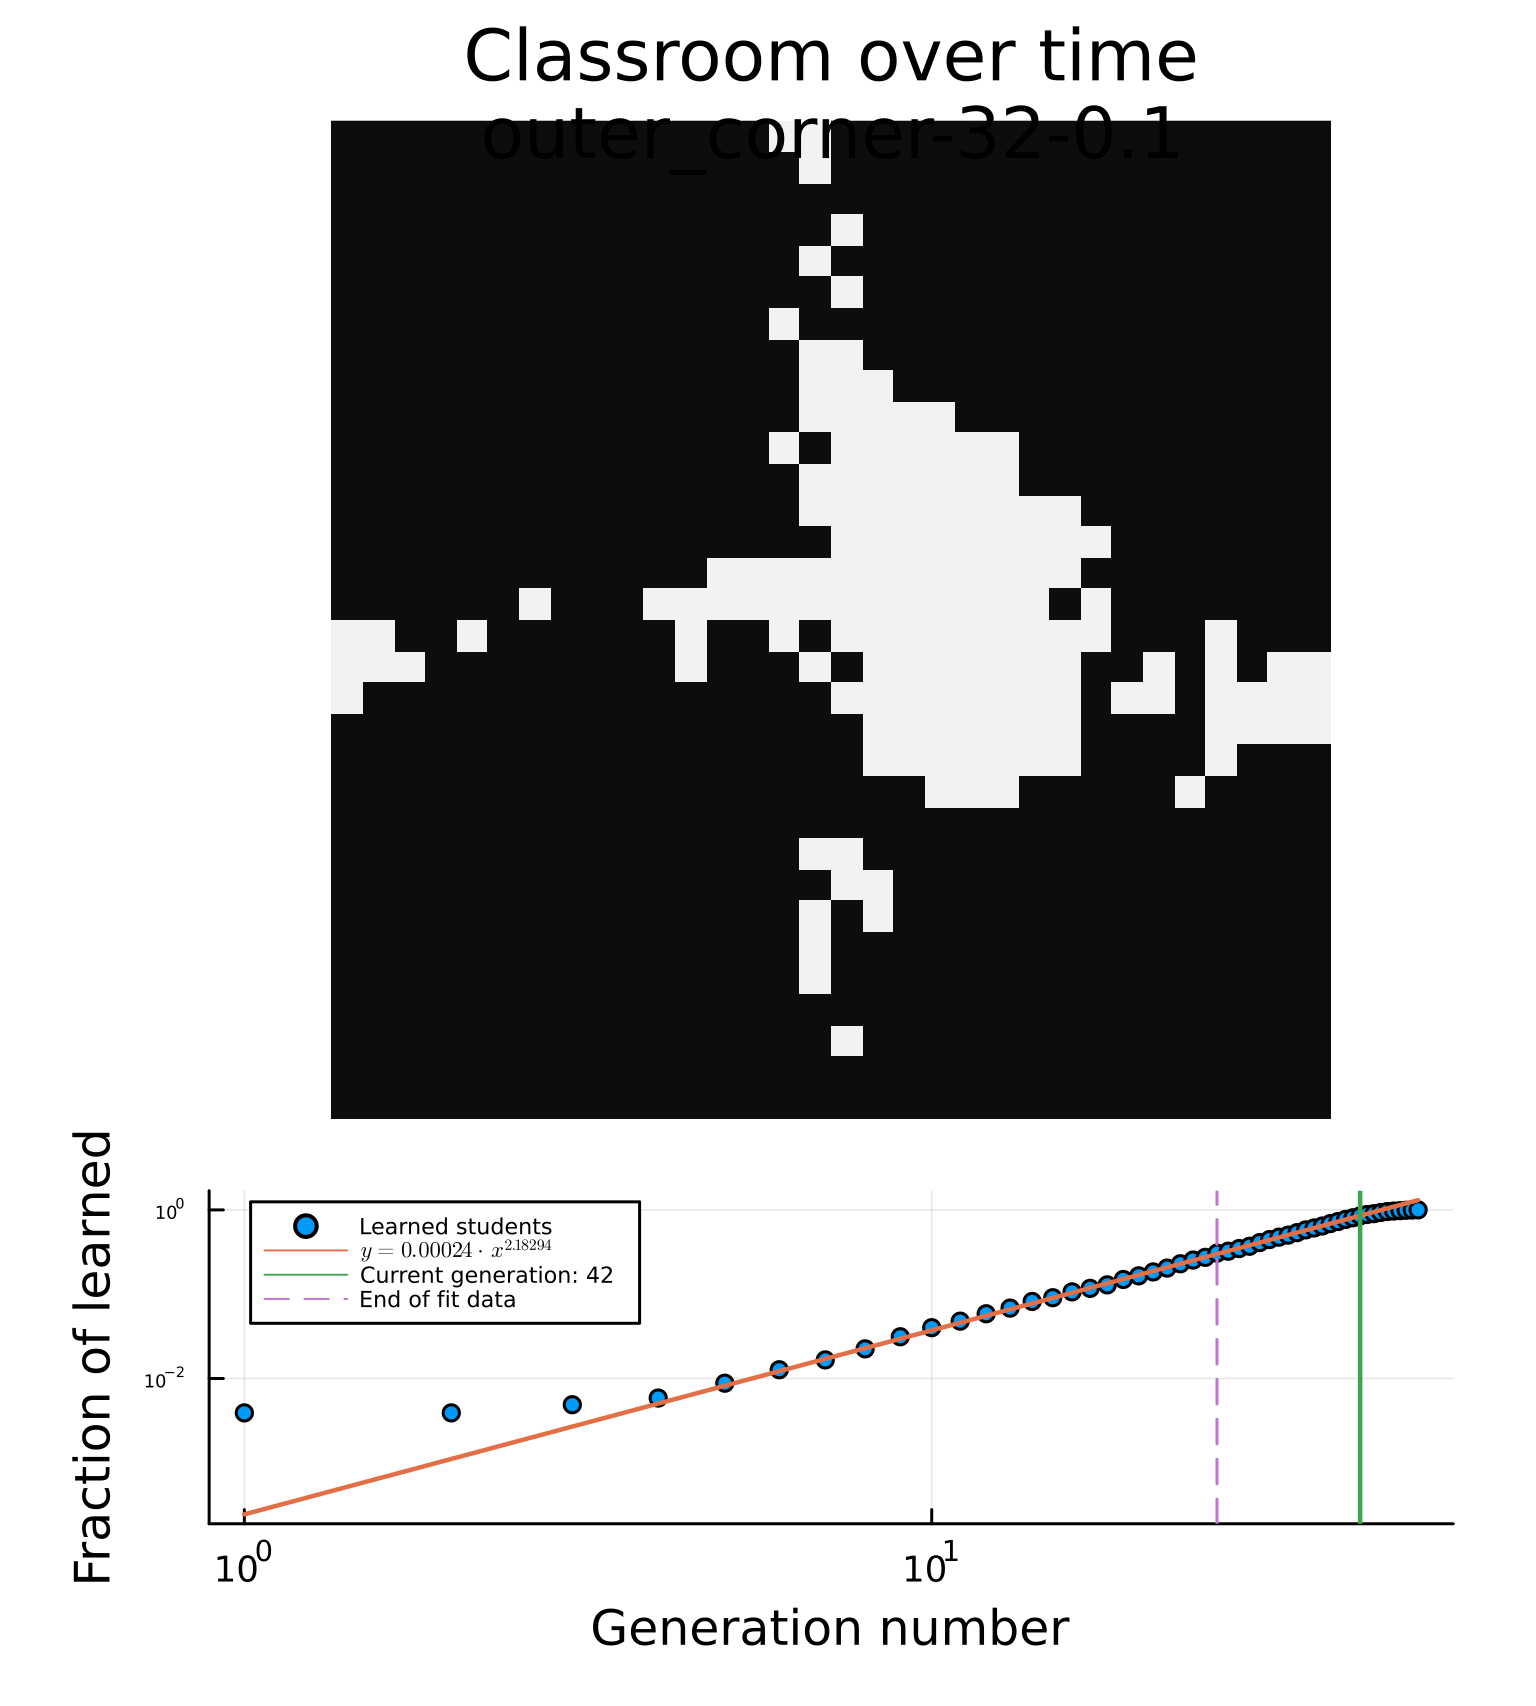 Classroom over time
outer_corner-32-0.1
Fraction of learned
10⁰
10⁻²
Learned students
y = 0.00024 · x^2.18294
Current generation: 42
End of fit data
10⁰
10¹
Generation number